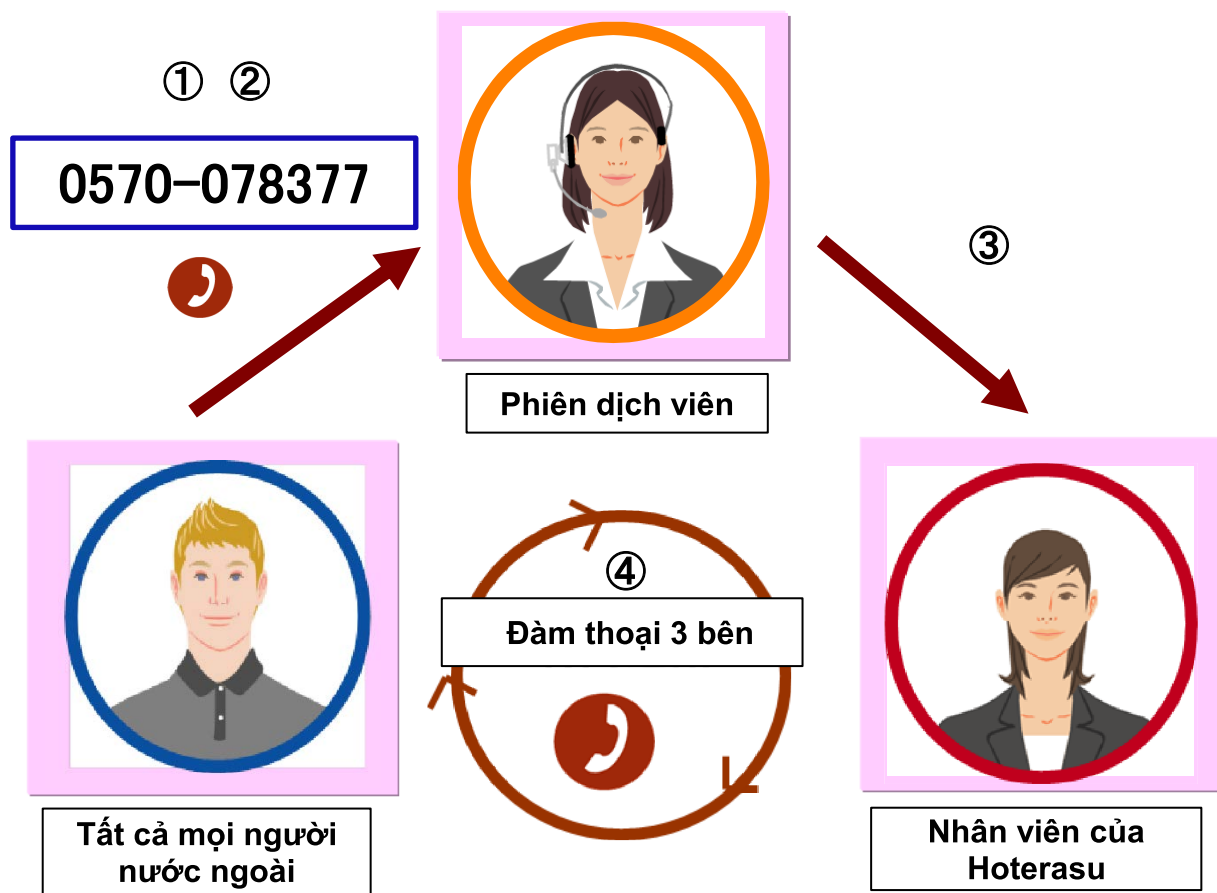 ① ②
0570-078377
③
Phiên dịch viên
④
Đàm thoại 3 bên
Tất cả mọi người
nước ngoài
Nhân viên của
Hoterasu